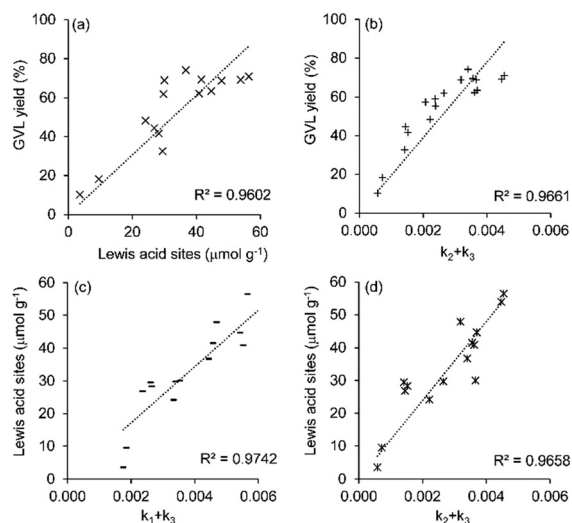 (a)
GVL yield (%)
100
80
60
40
20
0
R² = 0.9602
0 20 40 60
Lewis acid sites (μmol g⁻¹)
(b)
GVL yield (%)
100
80
60
40
20
0
R² = 0.9661
0.000 0.002 0.004 0.006
k₂+k₃
(c)
Lewis acid sites (μmol g⁻¹)
60
50
40
30
20
10
0
R² = 0.9742
0.000 0.002 0.004 0.006
k₁+k₃
(d)
Lewis acid sites (μmol g⁻¹)
60
50
40
30
20
10
0
R² = 0.9658
0.000 0.002 0.004 0.006
k₂+k₃